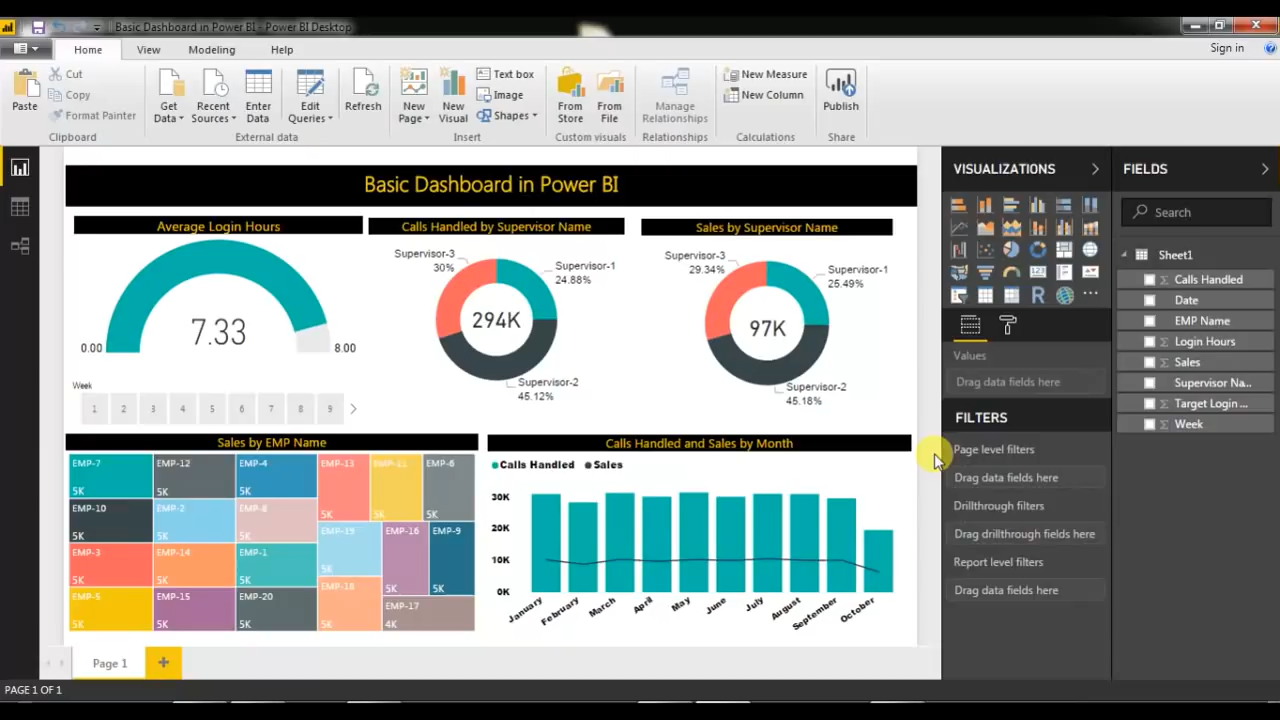 Basic Dashboard in Power BI - Power BI Desktop
Home View Modeling Help
Sign in
Paste
Cut
Copy
Format Painter
Clipboard
Get Data
Recent Sources
Enter Data
Edit Queries
Refresh
External data
New Page
New Visual
Text box
Image
Shapes
Insert
From Store
From File
Custom visuals
Manage Relationships
Relationships
New Measure
New Column
Calculations
Publish
Share
Basic Dashboard in Power BI
Average Login Hours
7.33
0.00
8.00
Week
1 2 3 4 5 6 7 8 9
Calls Handled by Supervisor Name
Supervisor-3
30%
Supervisor-1
24.88%
294K
Supervisor-2
45.12%
Sales by Supervisor Name
Supervisor-3
29.34%
Supervisor-1
25.49%
97K
Supervisor-2
45.18%
Sales by EMP Name
EMP-7
5K
EMP-10
5K
EMP-3
5K
EMP-5
5K
EMP-12
5K
EMP-2
5K
EMP-14
5K
EMP-15
5K
EMP-4
5K
EMP-8
5K
EMP-1
5K
EMP-20
5K
EMP-13
5K
EMP-11
5K
EMP-6
5K
EMP-19
5K
EMP-18
5K
EMP-16
5K
EMP-9
5K
EMP-17
4K
Calls Handled and Sales by Month
Calls Handled Sales
30K
20K
10K
0K
January February March April May June July August September October
VISUALIZATIONS
R
Values
Drag data fields here
FILTERS
Page level filters
Drag data fields here
Drillthrough filters
Drag drillthrough fields here
Report level filters
Drag data fields here
FIELDS
Search
Sheet1
Σ Calls Handled
Date
EMP Name
Σ Login Hours
Σ Sales
Supervisor Na...
Σ Target Login ...
Σ Week
Page 1
PAGE 1 OF 1